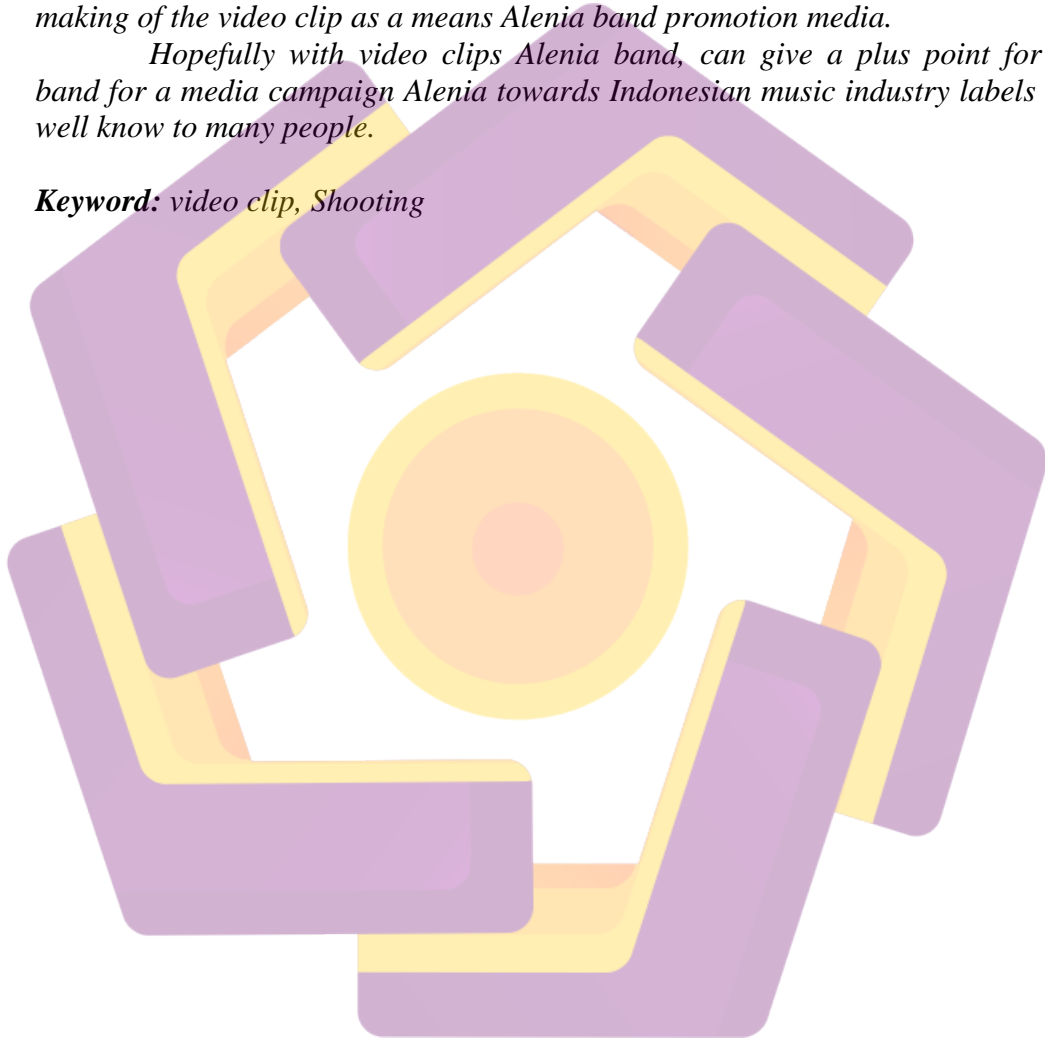 making of the video clip as a means Alenia band promotion media.
Hopefully with video clips Alenia band, can give a plus point for
band for a media campaign Alenia towards Indonesian music industry labels
well know to many people.
Keyword: video clip, Shooting